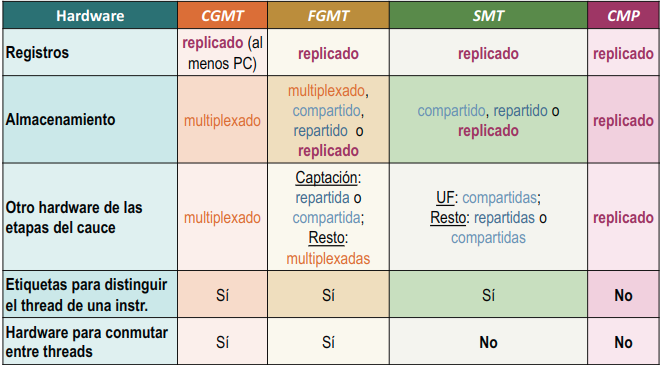 Hardware CGMT FGMT SMT CMP
Registros replicado (al menos PC) replicado replicado replicado
Almacenamiento multiplexado multiplexado, compartido, repartido o replicado compartido, repartido o replicado replicado
Otro hardware de las etapas del cauce multiplexado Captación: repartida o compartida; Resto: multiplexadas UF: compartidas; Resto: repartidas o compartidas replicado
Etiquetas para distinguir el thread de una instr. Sí Sí Sí No
Hardware para conmutar entre threads Sí Sí No No